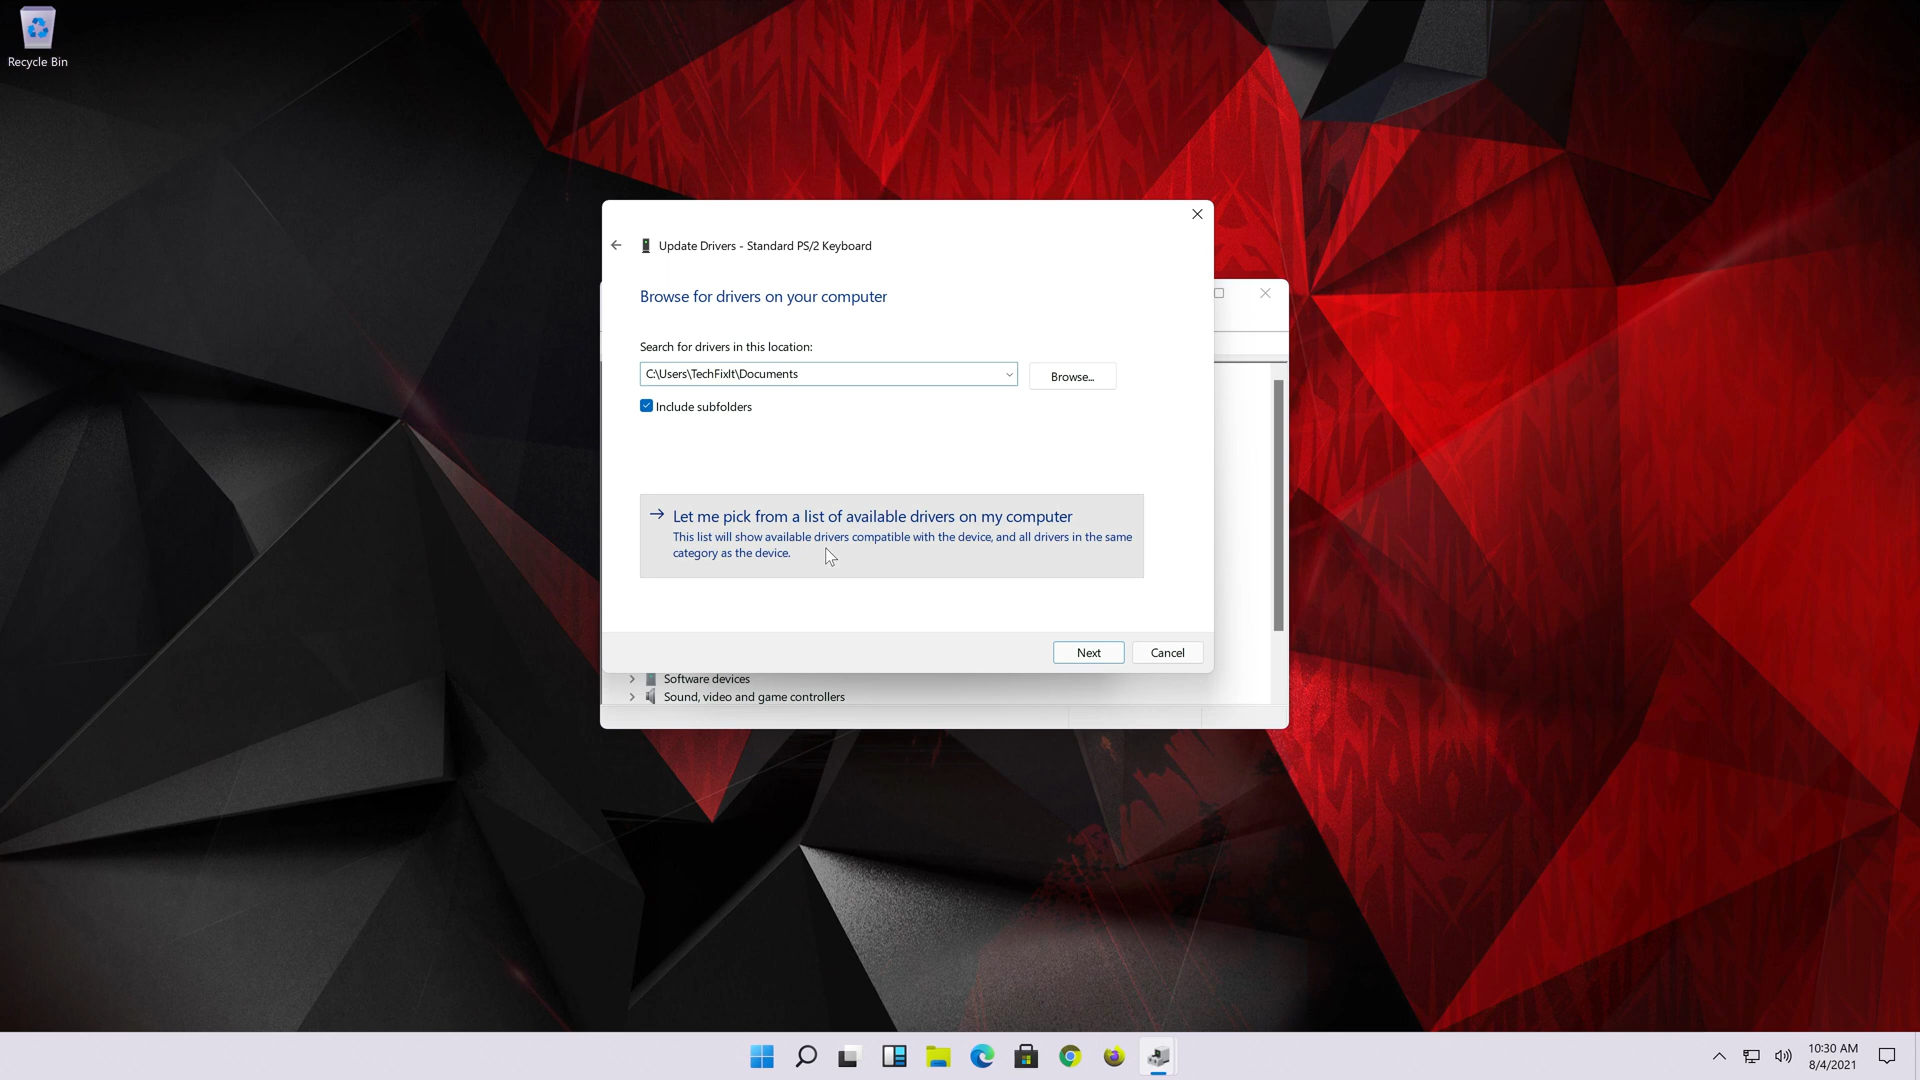 Recycle Bin
Update Drivers - Standard PS/2 Keyboard
Browse for drivers on your computer
Search for drivers in this location:
C:\Users\TechFixIt\Documents
Browse...
Include subfolders
Let me pick from a list of available drivers on my computer
This list will show available drivers compatible with the device, and all drivers in the same
category as the device.
Next
Cancel
Software devices
Sound, video and game controllers
10:30 AM
8/4/2021